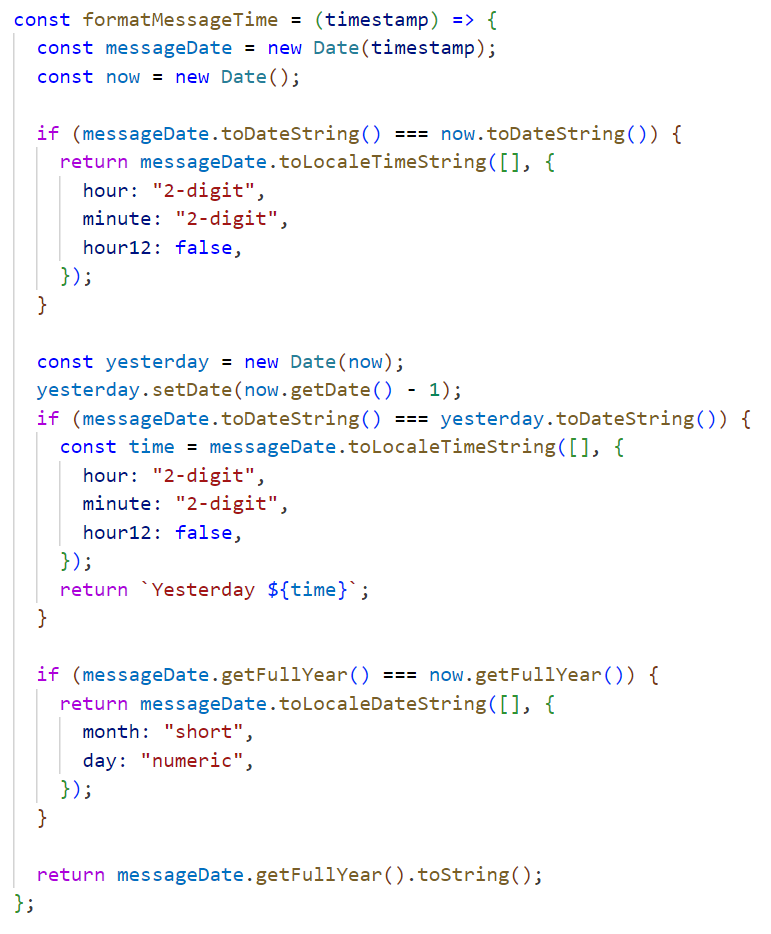 const formatMessageTime = (timestamp) => {
  const messageDate = new Date(timestamp);
  const now = new Date();

  if (messageDate.toDateString() === now.toDateString()) {
    return messageDate.toLocaleTimeString([], {
      hour: "2-digit",
      minute: "2-digit",
      hour12: false,
    });
  }

  const yesterday = new Date(now);
  yesterday.setDate(now.getDate() - 1);
  if (messageDate.toDateString() === yesterday.toDateString()) {
    const time = messageDate.toLocaleTimeString([], {
      hour: "2-digit",
      minute: "2-digit",
      hour12: false,
    });
    return `Yesterday ${time}`;
  }

  if (messageDate.getFullYear() === now.getFullYear()) {
    return messageDate.toLocaleDateString([], {
      month: "short",
      day: "numeric",
    });
  }

  return messageDate.getFullYear().toString();
};